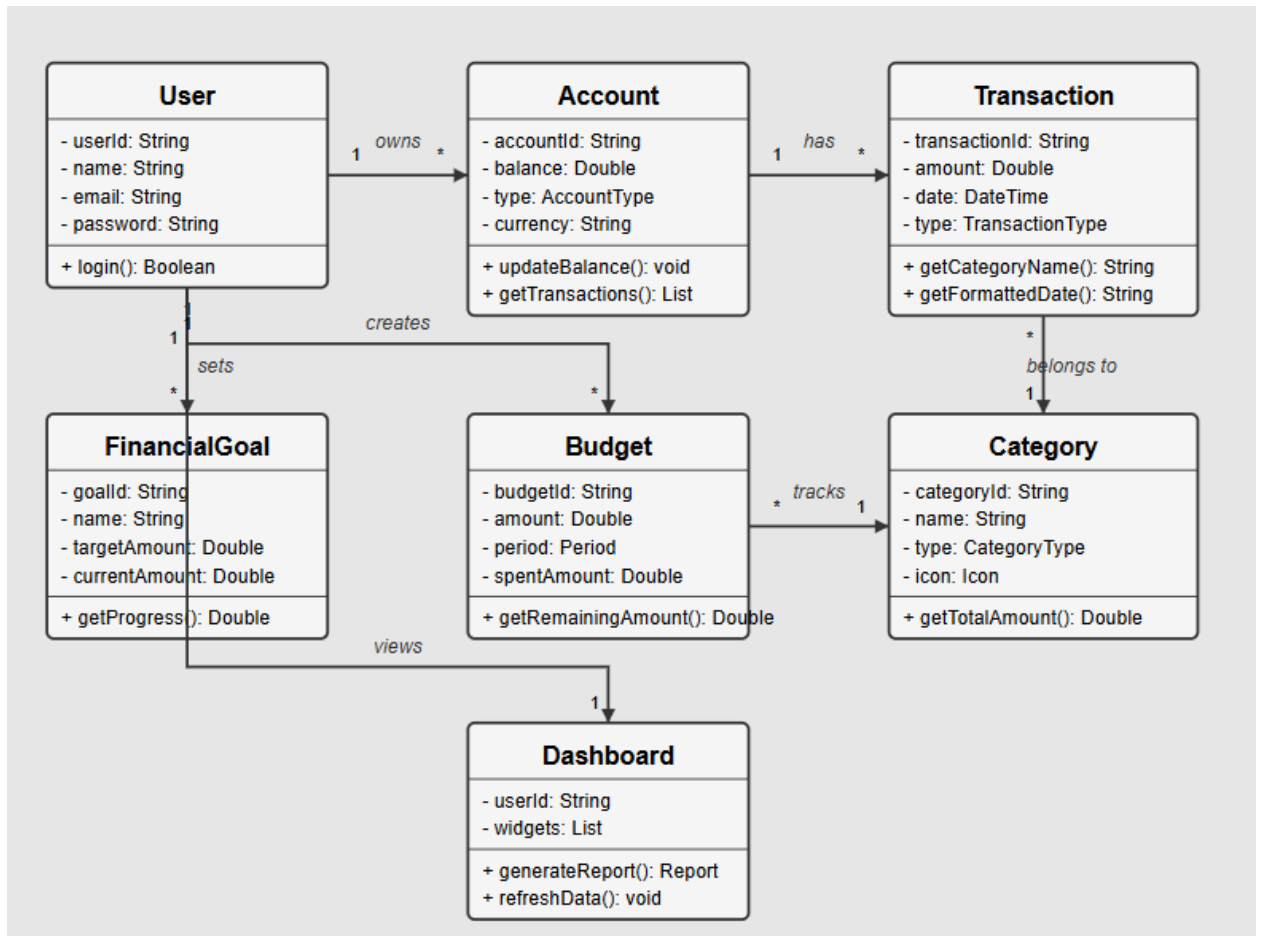 User
- userId: String
- name: String
- email: String
- password: String
+ login(): Boolean
1 owns *
Account
- accountId: String
- balance: Double
- type: AccountType
- currency: String
+ updateBalance(): void
+ getTransactions(): List
1 has *
Transaction
- transactionId: String
- amount: Double
- date: DateTime
- type: TransactionType
+ getCategoryName(): String
+ getFormattedDate(): String
1
1
1
creates
sets
*
*
*
belongs to
1
FinancialGoal
- goalId: String
- name: String
- targetAmount: Double
- currentAmount: Double
+ getProgress(): Double
Budget
- budgetId: String
- amount: Double
- period: Period
- spentAmount: Double
+ getRemainingAmount(): Double
* tracks 1
Category
- categoryId: String
- name: String
- type: CategoryType
- icon: Icon
+ getTotalAmount(): Double
views
1
Dashboard
- userId: String
- widgets: List
+ generateReport(): Report
+ refreshData(): void